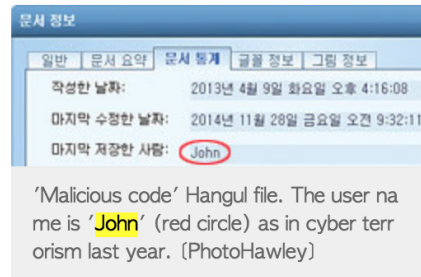 문서 정보
일반 문서 요약 문서 통계 글꼴 정보 그림 정보
작성한 날짜: 2013년 4월 9일 화요일 오후 4:16:08
마지막 수정한 날짜: 2014년 11월 28일 금요일 오전 9:32:11
마지막 저장한 사람: John
'Malicious code' Hangul file. The user na
me is 'John' (red circle) as in cyber terr
orism last year. [PhotoHawley]